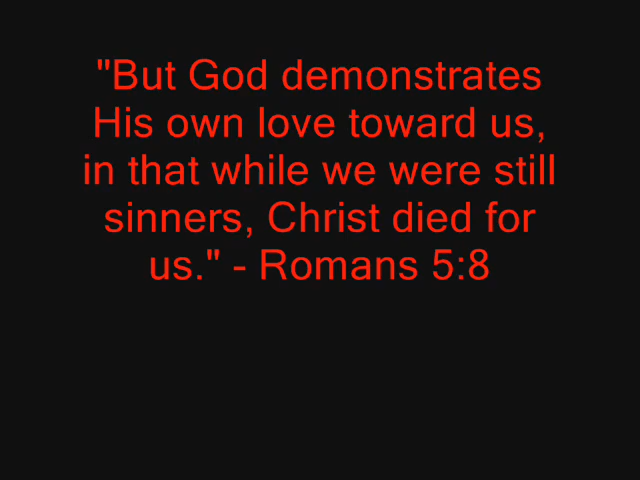 "But God demonstrates
His own love toward us,
in that while we were still
sinners, Christ died for
us." - Romans 5:8